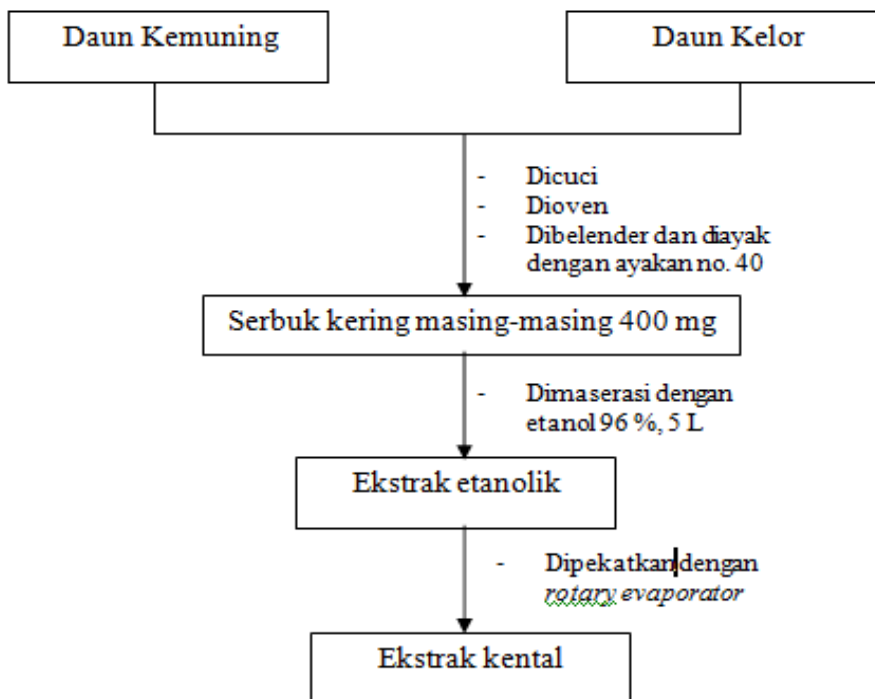 Daun Kemuning
Daun Kelor
- Dicuci
- Dioven
- Dibelender dan diayak
dengan ayakan no. 40
Serbuk kering masing-masing 400 mg
- Dimaserasi dengan
etanol 96 %, 5 L
Ekstrak etanolik
- Dipekatkan dengan
rotary evaporator
Ekstrak kental